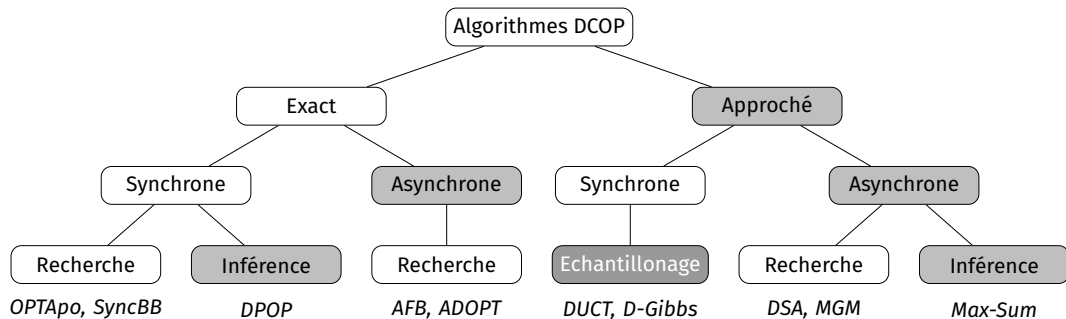 Algorithmes DCOP
Exact Approché
Synchrone Asynchrone Synchrone Asynchrone
Recherche Inférence Recherche Echantillonage Recherche Inférence
OPTApo, SyncBB DPOP AFB, ADOPT DUCT, D-Gibbs DSA, MGM Max-Sum